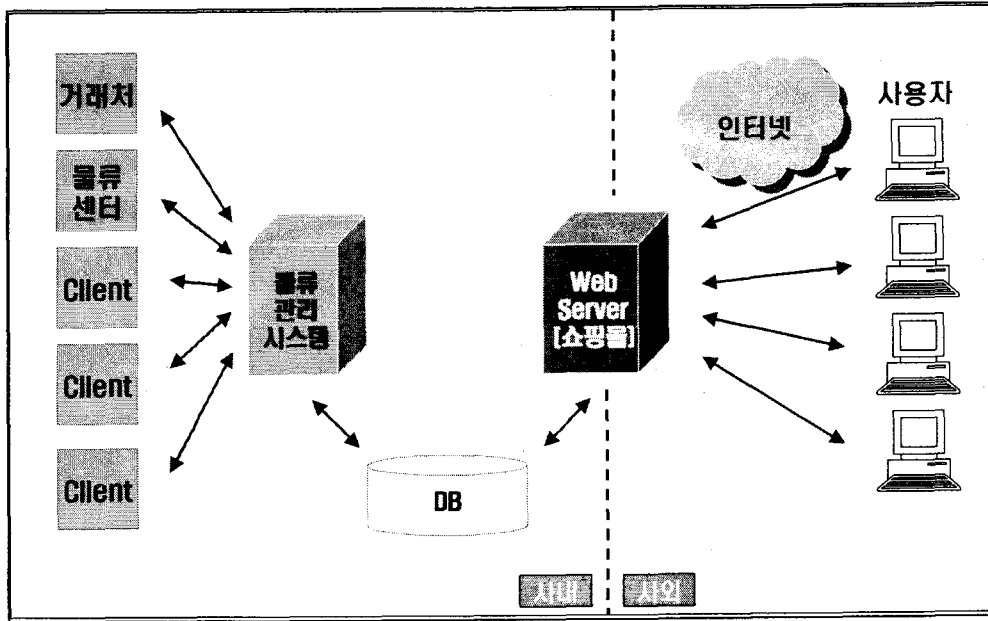 거래처
물류
센터
Client
Client
Client
물류
관리
시스템
DB
Web
Server
[쇼핑몰]
인터넷
사용자
사내
사외